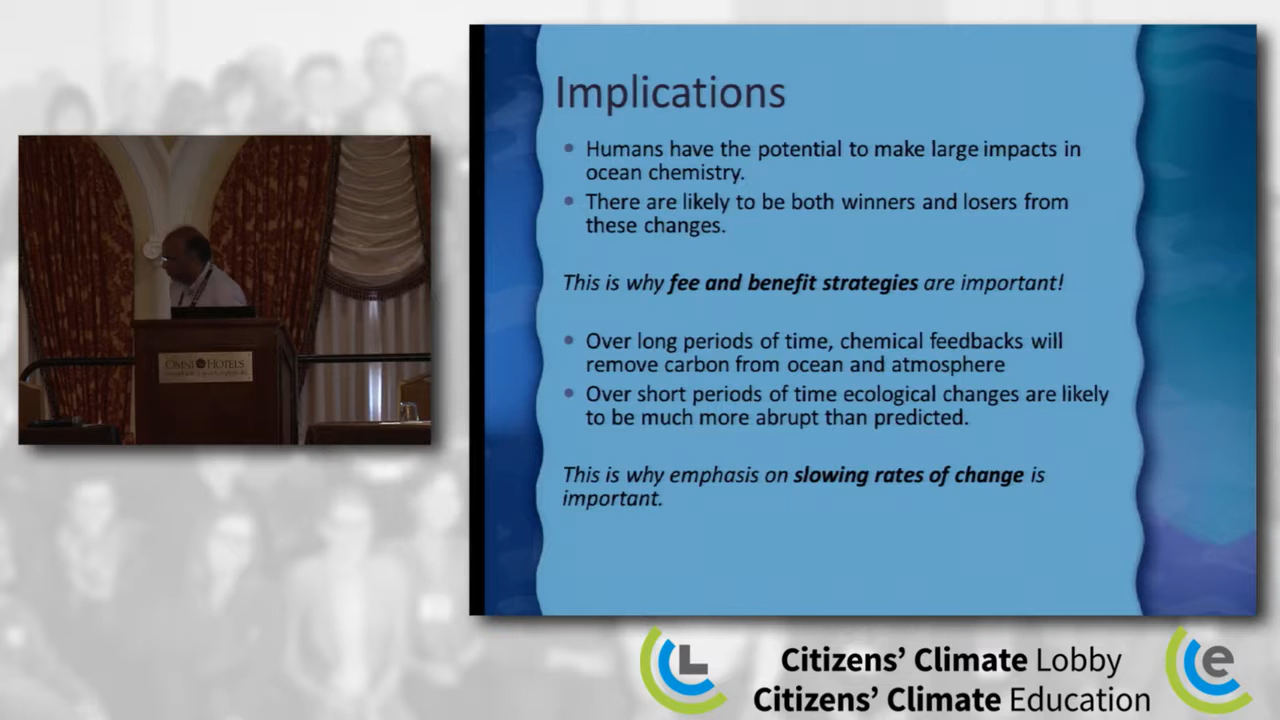 Implications
Humans have the potential to make large impacts in
ocean chemistry.
There are likely to be both winners and losers from
these changes.
This is why fee and benefit strategies are important!
Over long periods of time, chemical feedbacks will
remove carbon from ocean and atmosphere
Over short periods of time ecological changes are likely
to be much more abrupt than predicted.
This is why emphasis on slowing rates of change is
important.
OMNI HOTELS
L
Citizens' Climate Lobby
Citizens' Climate Education
e